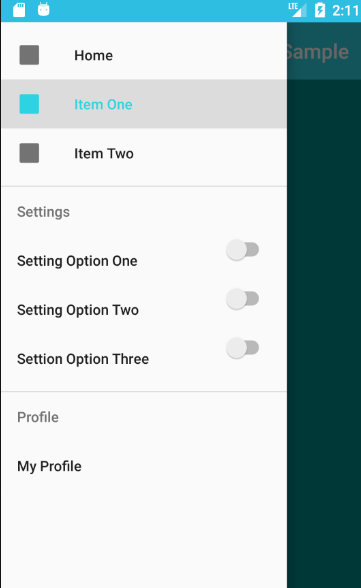 LTE 2:11
Sample
Home
Item One
Item Two
Settings
Setting Option One
Setting Option Two
Settion Option Three
Profile
My Profile